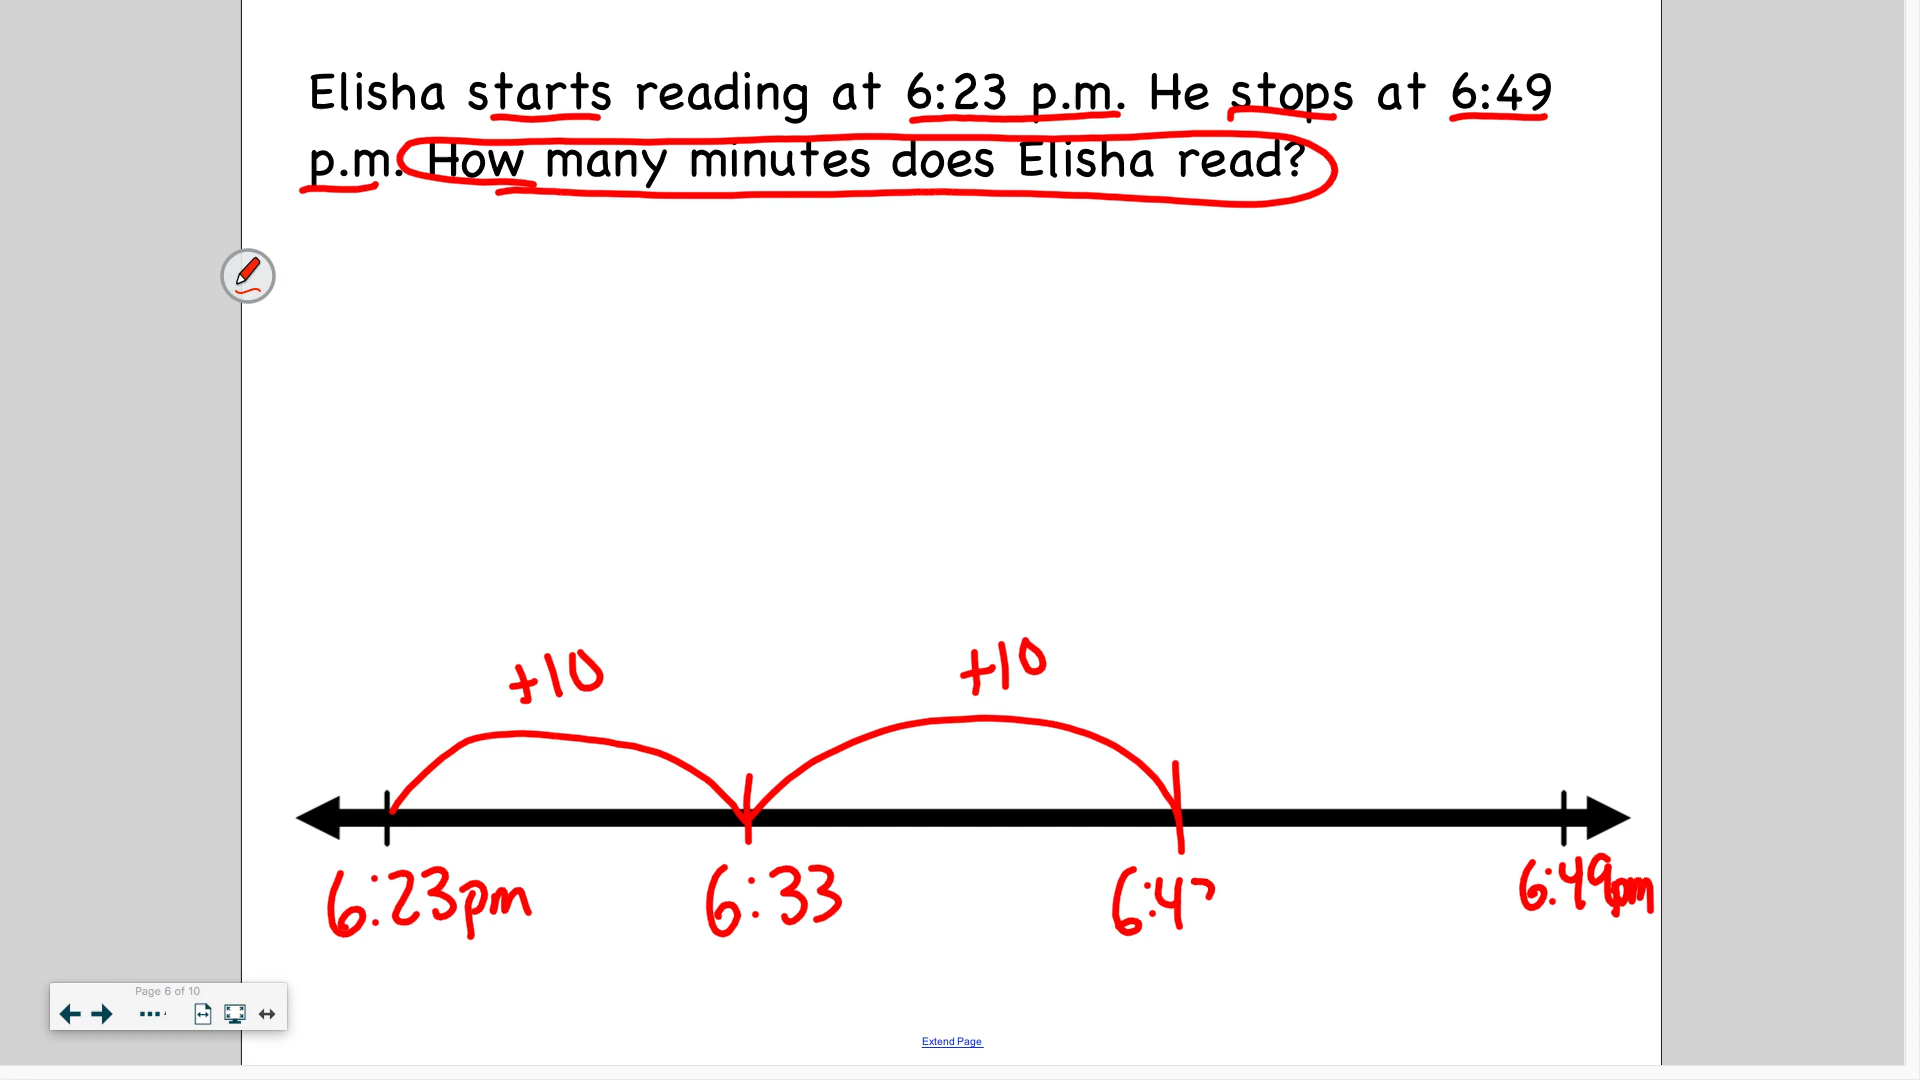 Elisha starts reading at 6:23 p.m. He stops at 6:49
p.m. How many minutes does Elisha read?
+10 +10
6:23pm 6:33 6:49pm
Page 6 of 10
Extend Page